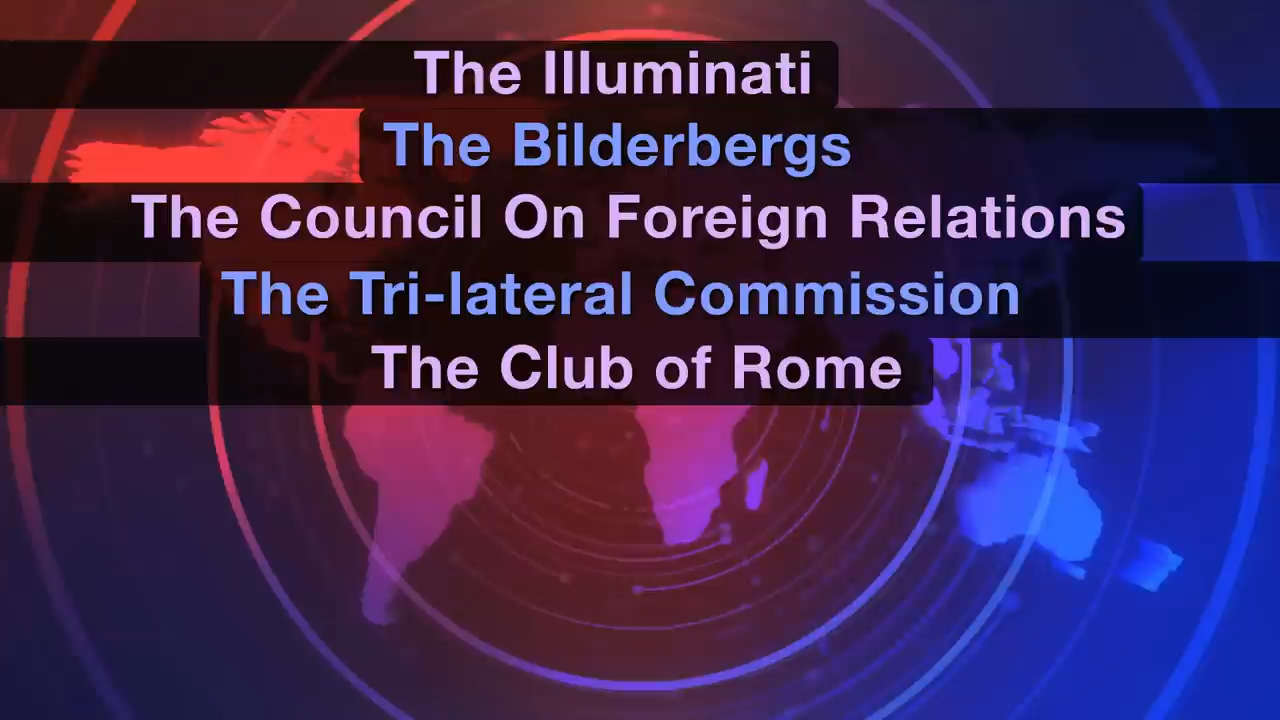 The Illuminati
The Bilderbergs
The Council On Foreign Relations
The Tri-lateral Commission
The Club of Rome